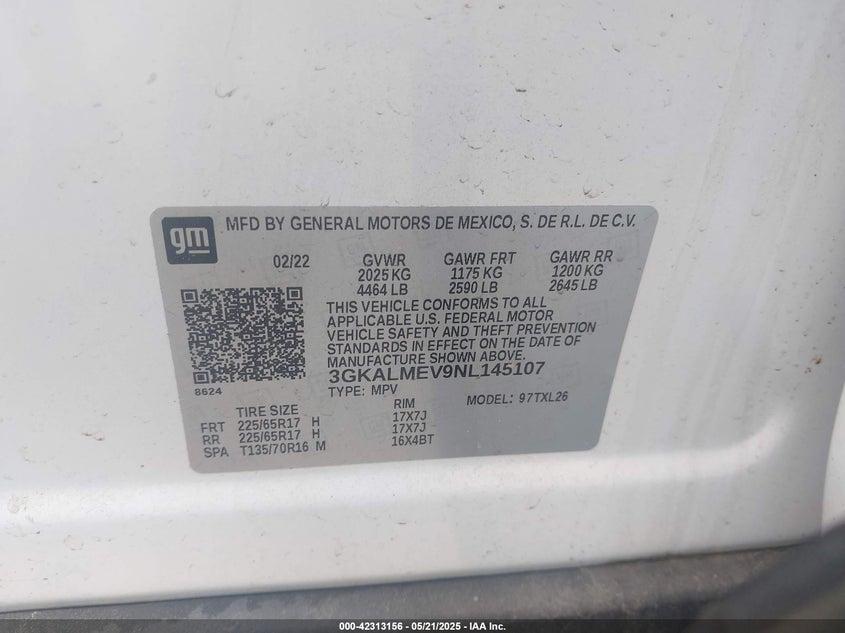 gm
MFD BY GENERAL MOTORS DE MEXICO, S. DE R.L. DE C.V.
02/22 GVWR GAWR FRT GAWR RR
2025 KG 1175 KG 1200 KG
4464 LB 2590 LB 2645 LB
THIS VEHICLE CONFORMS TO ALL
APPLICABLE U.S. FEDERAL MOTOR
VEHICLE SAFETY AND THEFT PREVENTION
STANDARDS IN EFFECT ON THE DATE OF
MANUFACTURE SHOWN ABOVE.
3GKALMEV9NL145107
8624
TYPE: MPV MODEL: 97TXL26
TIRE SIZE RIM
FRT 225/65R17 H 17X7J
RR 225/65R17 H 17X7J
SPA T135/70R16 M 16X4BT
000-42313156 - 05/21/2025 - IAA Inc.